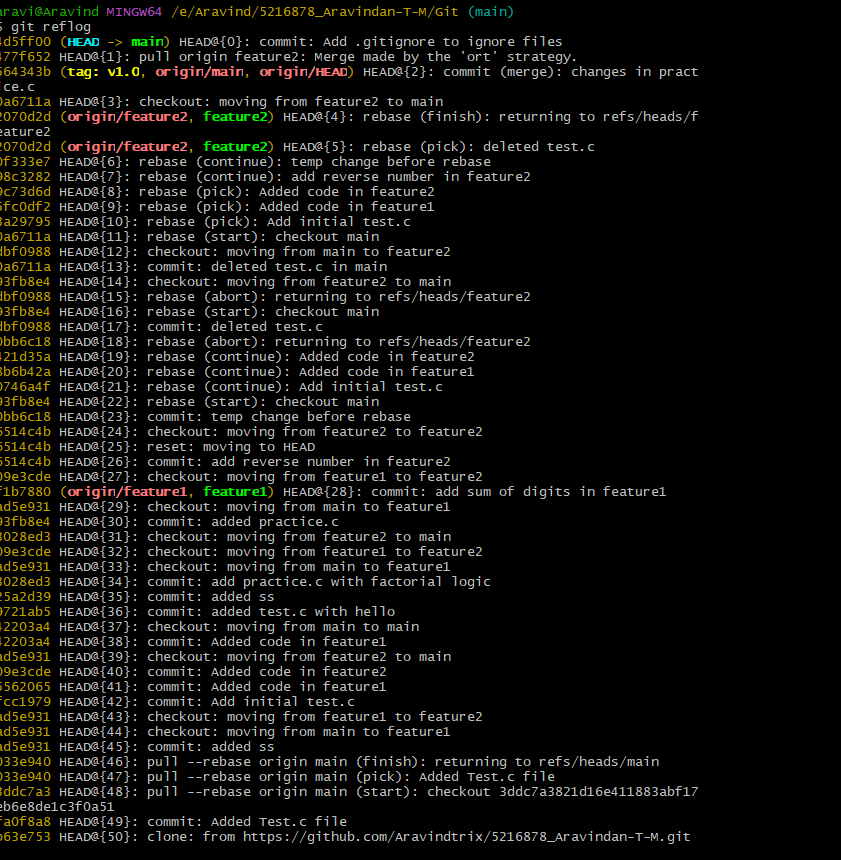 aravi@Aravind MINGW64 /e/Aravind/5216878_Aravindan-T-M/Git (main)
$ git reflog
4d5ff00 (HEAD -> main) HEAD@{0}: commit: Add .gitignore to ignore files
477f652 HEAD@{1}: pull origin feature2: Merge made by the 'ort' strategy.
564343b (tag: v1.0, origin/main, origin/HEAD) HEAD@{2}: commit (merge): changes in pract
ice.c
0a6711a HEAD@{3}: checkout: moving from feature2 to main
2070d2d (origin/feature2, feature2) HEAD@{4}: rebase (finish): returning to refs/heads/f
eature2
2070d2d (origin/feature2, feature2) HEAD@{5}: rebase (pick): deleted test.c
0f333e7 HEAD@{6}: rebase (continue): temp change before rebase
98c3282 HEAD@{7}: rebase (continue): add reverse number in feature2
9c73d6d HEAD@{8}: rebase (pick): Added code in feature2
5fc0df2 HEAD@{9}: rebase (pick): Added code in feature1
3a29795 HEAD@{10}: rebase (pick): Add initial test.c
0a6711a HEAD@{11}: rebase (start): checkout main
dbf0988 HEAD@{12}: checkout: moving from main to feature2
0a6711a HEAD@{13}: commit: deleted test.c in main
93fb8e4 HEAD@{14}: checkout: moving from feature2 to main
dbf0988 HEAD@{15}: rebase (abort): returning to refs/heads/feature2
93fb8e4 HEAD@{16}: rebase (start): checkout main
dbf0988 HEAD@{17}: commit: deleted test.c
0bb6c18 HEAD@{18}: rebase (abort): returning to refs/heads/feature2
421d35a HEAD@{19}: rebase (continue): Added code in feature2
8b6b42a HEAD@{20}: rebase (continue): Added code in feature1
0746a4f HEAD@{21}: rebase (continue): Add initial test.c
93fb8e4 HEAD@{22}: rebase (start): checkout main
0bb6c18 HEAD@{23}: commit: temp change before rebase
6514c4b HEAD@{24}: checkout: moving from feature2 to feature2
6514c4b HEAD@{25}: reset: moving to HEAD
6514c4b HEAD@{26}: commit: add reverse number in feature2
09e3cde HEAD@{27}: checkout: moving from feature1 to feature2
f1b7880 (origin/feature1, feature1) HEAD@{28}: commit: add sum of digits in feature1
ad5e931 HEAD@{29}: checkout: moving from main to feature1
93fb8e4 HEAD@{30}: commit: added practice.c
3028ed3 HEAD@{31}: checkout: moving from feature2 to main
09e3cde HEAD@{32}: checkout: moving from feature1 to feature2
ad5e931 HEAD@{33}: checkout: moving from main to feature1
3028ed3 HEAD@{34}: commit: add practice.c with factorial logic
25a2d39 HEAD@{35}: commit: added ss
9721ab5 HEAD@{36}: commit: added test.c with hello
42203a4 HEAD@{37}: checkout: moving from main to main
42203a4 HEAD@{38}: commit: Added code in feature1
ad5e931 HEAD@{39}: checkout: moving from feature2 to main
09e3cde HEAD@{40}: commit: Added code in feature2
5562065 HEAD@{41}: commit: Added code in feature1
fcc1979 HEAD@{42}: commit: Add initial test.c
ad5e931 HEAD@{43}: checkout: moving from feature1 to feature2
ad5e931 HEAD@{44}: checkout: moving from main to feature1
ad5e931 HEAD@{45}: commit: added ss
033e940 HEAD@{46}: pull --rebase origin main (finish): returning to refs/heads/main
033e940 HEAD@{47}: pull --rebase origin main (pick): Added Test.c file
3ddc7a3 HEAD@{48}: pull --rebase origin main (start): checkout 3ddc7a3821d16e411883abf17
eb6e8de1c3f0a51
fa0f8a8 HEAD@{49}: commit: Added Test.c file
b63e753 HEAD@{50}: clone: from https://github.com/Aravindtrix/5216878_Aravindan-T-M.git